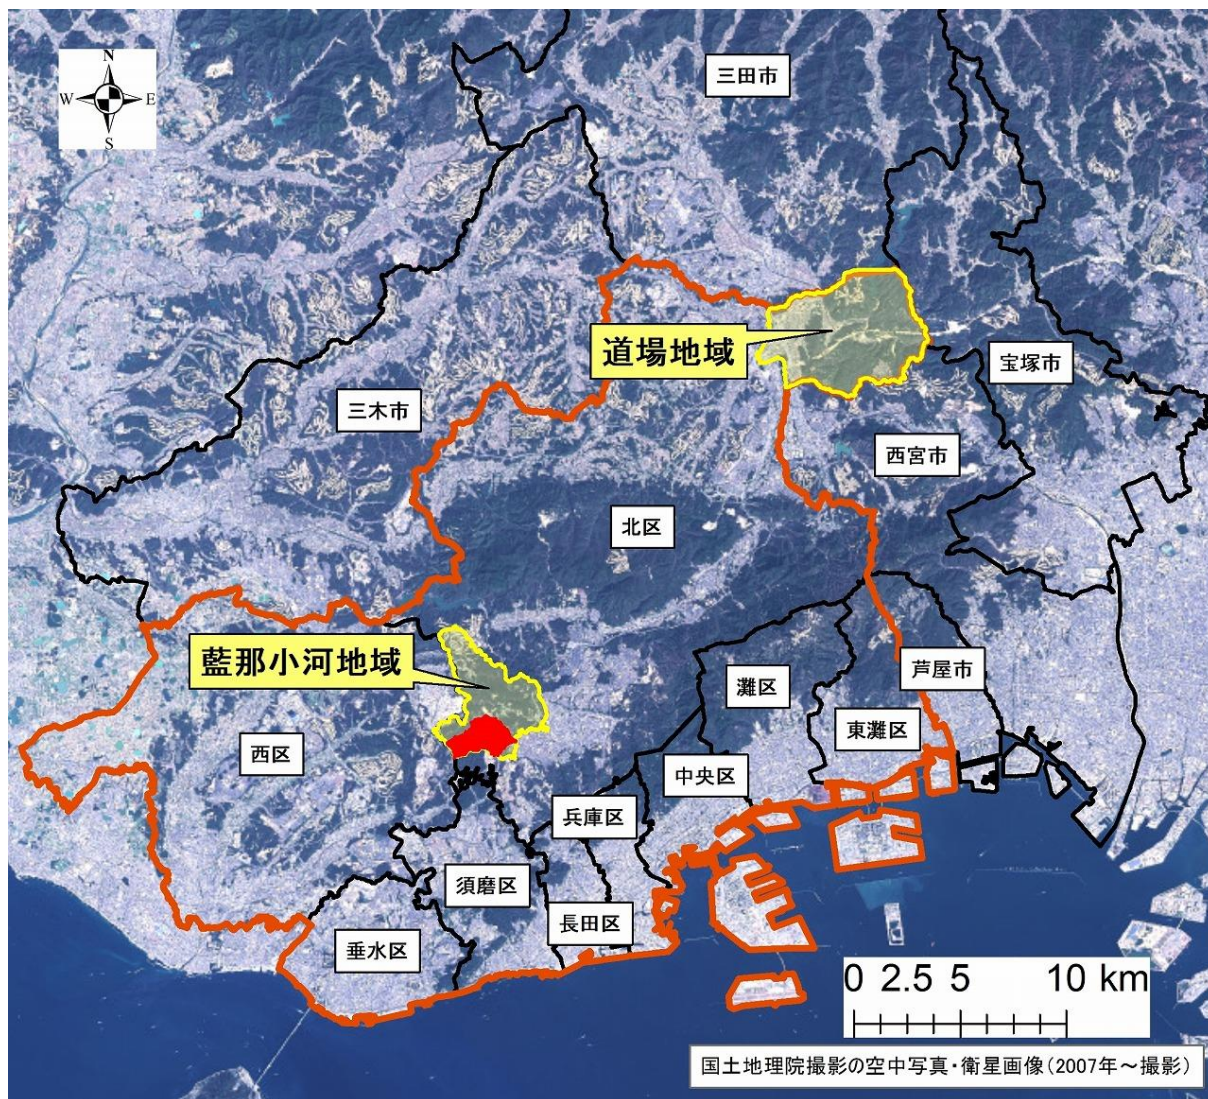 三田市
N
W
E
S
道場地域
宝塚市
三木市
西宮市
北区
藍那小河地域
灘区
芦屋市
東灘区
西区
中央区
兵庫区
須磨区
長田区
垂水区
0 2.5 5 10 km
国土地理院撮影の空中写真・衛星画像(2007年～撮影)